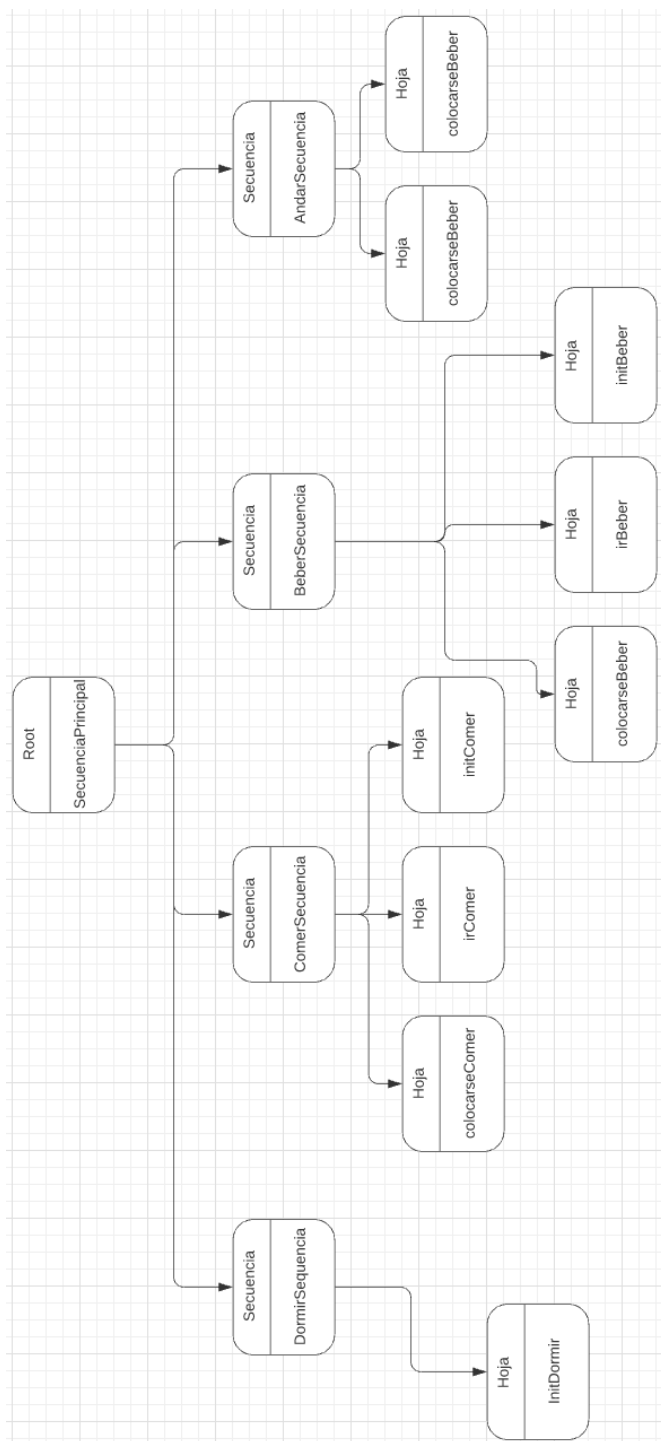 Root
SecuenciaPrincipal
Secuencia
DormirSequencia
Secuencia
ComerSecuencia
Secuencia
BeberSecuencia
Secuencia
AndarSecuencia
Hoja
InitDormir
Hoja
colocarseComer
Hoja
irComer
Hoja
initComer
Hoja
colocarseBeber
Hoja
irBeber
Hoja
initBeber
Hoja
colocarseBeber
Hoja
colocarseBeber